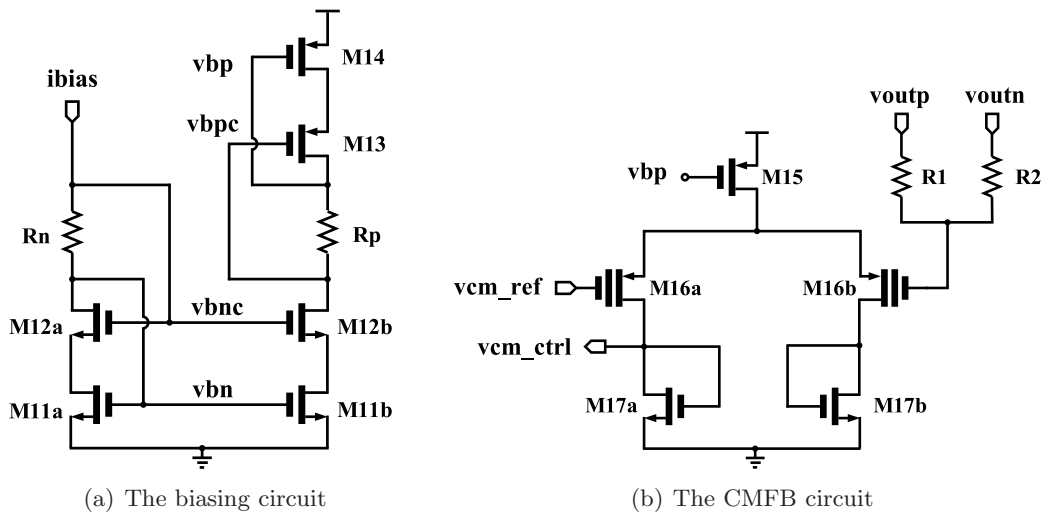 ibias
vbp
M14
vbpc
M13
Rn
Rp
M12a
vbnc
M12b
vbn
M11a
M11b
(a) The biasing circuit
voutp
voutn
R1
R2
vbp
M15
vcm_ref
M16a
M16b
vcm_ctrl
M17a
M17b
(b) The CMFB circuit